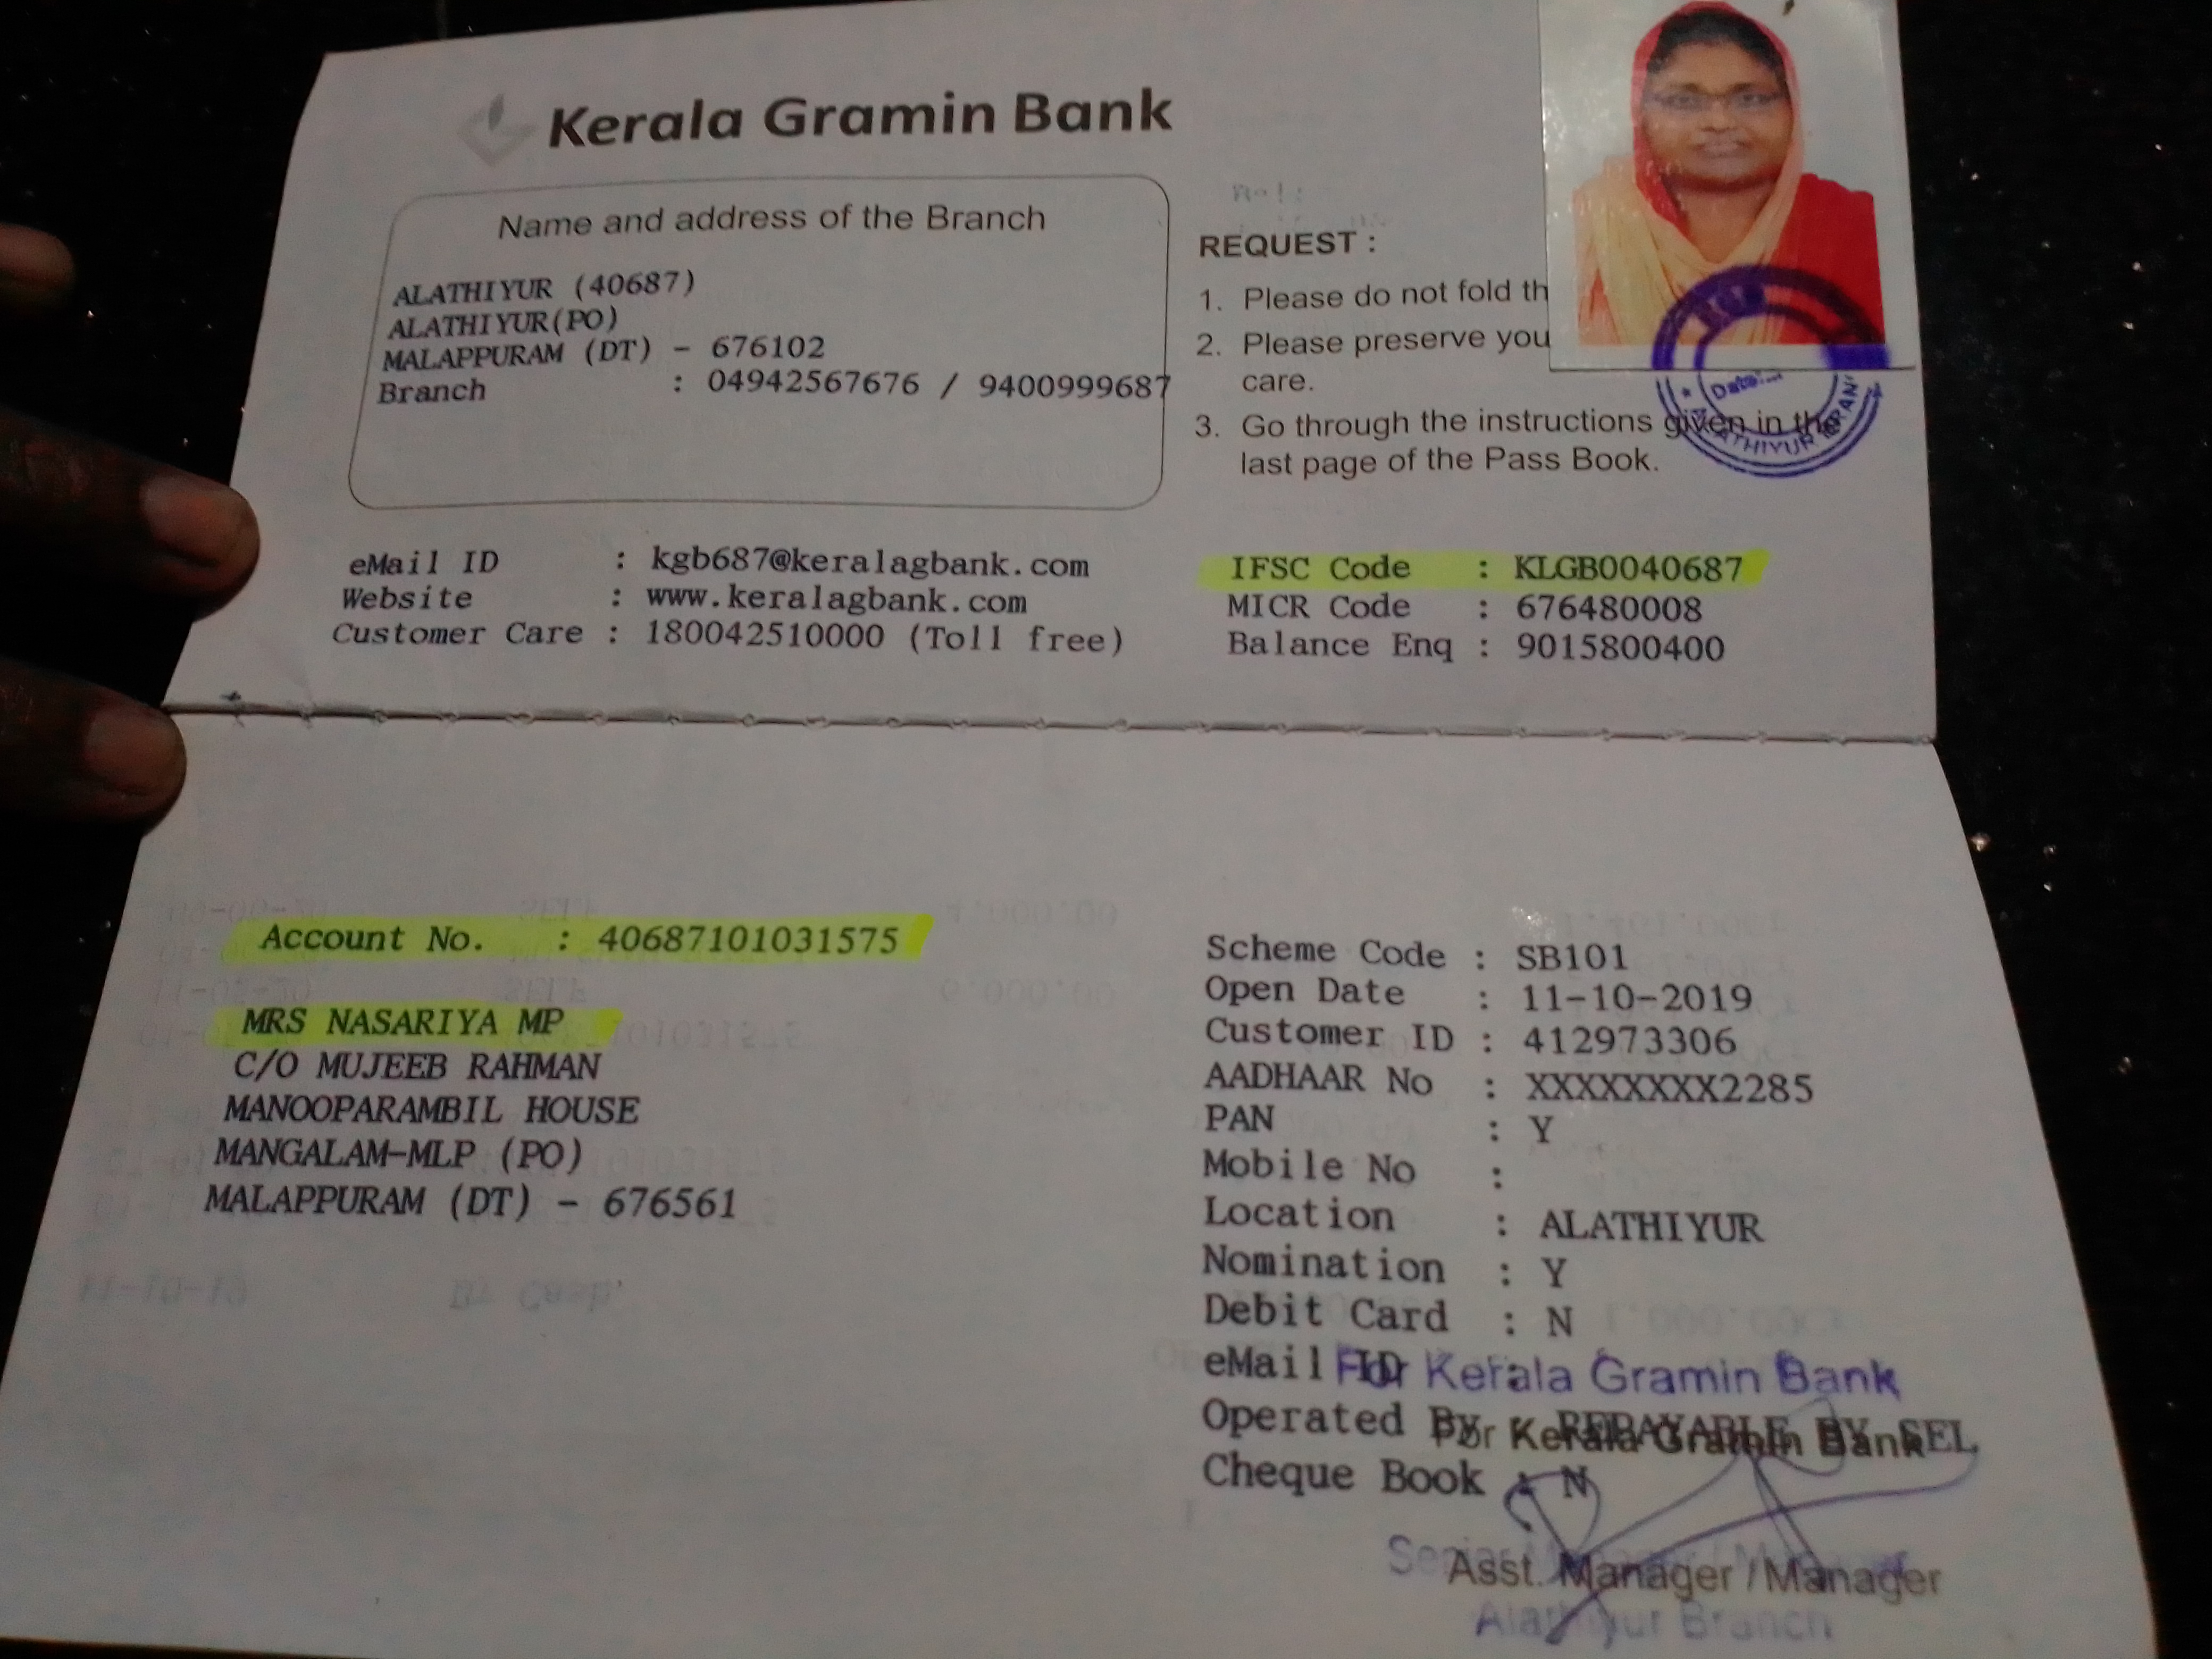 Kerala Gramin Bank
Name and address of the Branch
ALATHIYUR (40687)
ALATHIYUR(PO)
MALAPPURAM (DT) - 676102
Branch : 04942567676 / 9400999687
REQUEST :
1. Please do not fold th
2. Please preserve you
care.
3. Go through the instructions given in the
last page of the Pass Book.
Date:
ALATHIYUR BRAN
eMail ID : kgb687@keralagbank.com
Website : www.keralagbank.com
Customer Care : 180042510000 (Toll free)
IFSC Code : KLGB0040687
MICR Code : 676480008
Balance Enq : 9015800400
Account No. : 40687101031575
MRS NASARIYA MP
C/O MUJEEB RAHMAN
MANOOPARAMBIL HOUSE
MANGALAM-MLP (PO)
MALAPPURAM (DT) - 676561
Scheme Code : SB101
Open Date : 11-10-2019
Customer ID : 412973306
AADHAAR No : XXXXXXXX2285
PAN : Y
Mobile No :
Location : ALATHIYUR
Nomination : Y
Debit Card : N
eMail ID
For Kerala Gramin Bank
Operated By : REPAYABLE BY SEL
For Kerala Gramin Bank
Cheque Book : N
Asst. Manager / Manager
Alathiyur Branch